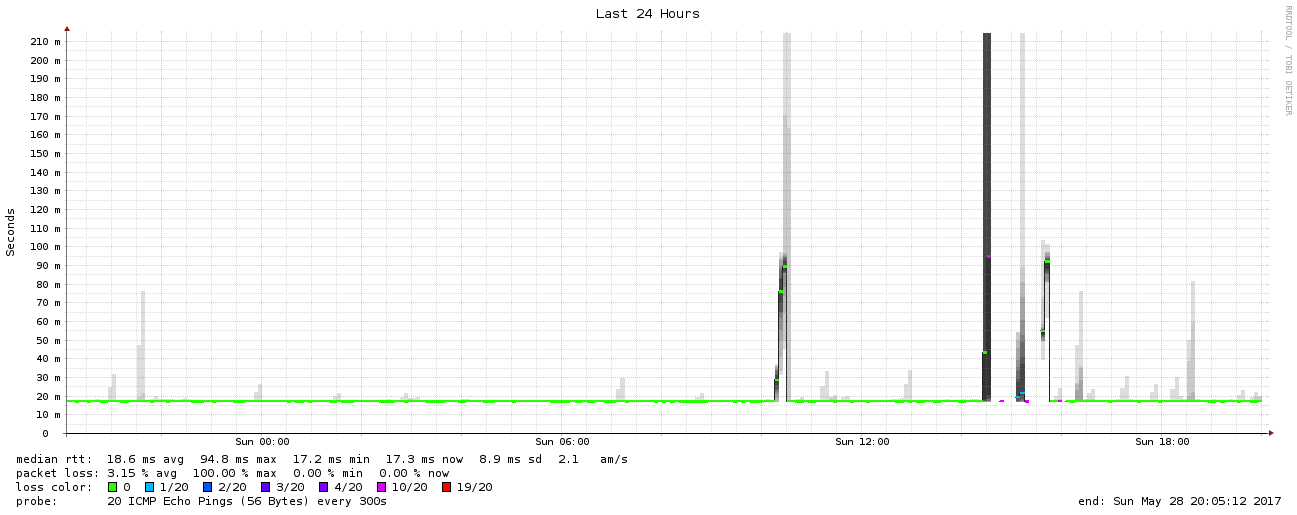 Last 24 Hours
RRDTOOL / TOBI OETIKER
Seconds
210 m
200 m
190 m
180 m
170 m
160 m
150 m
140 m
130 m
120 m
110 m
100 m
90 m
80 m
70 m
60 m
50 m
40 m
30 m
20 m
10 m
0
Sun 00:00 Sun 06:00 Sun 12:00 Sun 18:00
median rtt: 18.6 ms avg 94.8 ms max 17.2 ms min 17.3 ms now 8.9 ms sd 2.1 am/s
packet loss: 3.15 % avg 100.00 % max 0.00 % min 0.00 % now
loss color: 0 1/20 2/20 3/20 4/20 10/20 19/20
probe: 20 ICMP Echo Pings (56 Bytes) every 300s end: Sun May 28 20:05:12 2017